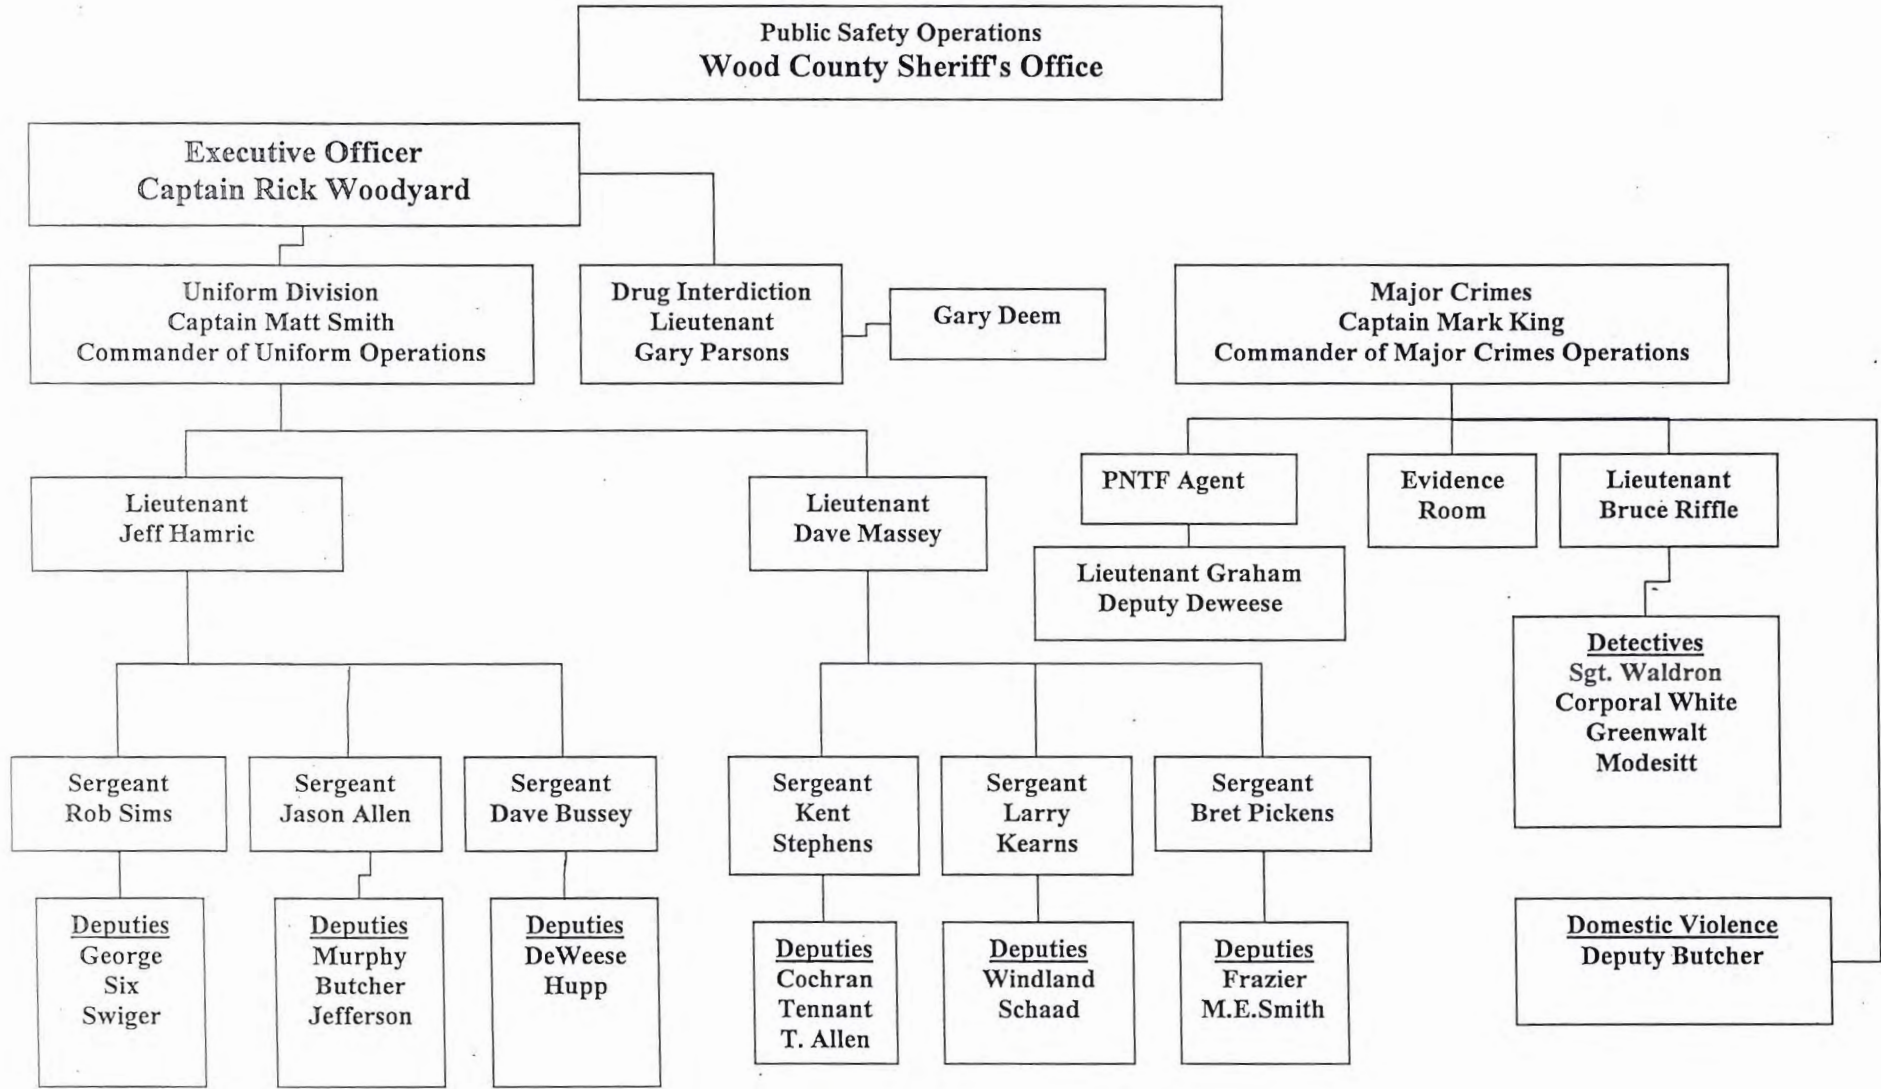 Public Safety Operations
Wood County Sheriff's Office
Executive Officer
Captain Rick Woodyard
Uniform Division
Captain Matt Smith
Commander of Uniform Operations
Drug Interdiction
Lieutenant
Gary Parsons
Gary Deem
Major Crimes
Captain Mark King
Commander of Major Crimes Operations
Lieutenant
Jeff Hamric
Lieutenant
Dave Massey
PNTF Agent
Evidence
Room
Lieutenant
Bruce Riffle
Lieutenant Graham
Deputy Deweese
Detectives
Sgt. Waldron
Corporal White
Greenwalt
Modesitt
Sergeant
Rob Sims
Sergeant
Jason Allen
Sergeant
Dave Bussey
Sergeant
Kent
Stephens
Sergeant
Larry
Kearns
Sergeant
Bret Pickens
Deputies
George
Six
Swiger
Deputies
Murphy
Butcher
Jefferson
Deputies
DeWeese
Hupp
Deputies
Cochran
Tennant
T. Allen
Deputies
Windland
Schaad
Deputies
Frazier
M.E.Smith
Domestic Violence
Deputy Butcher